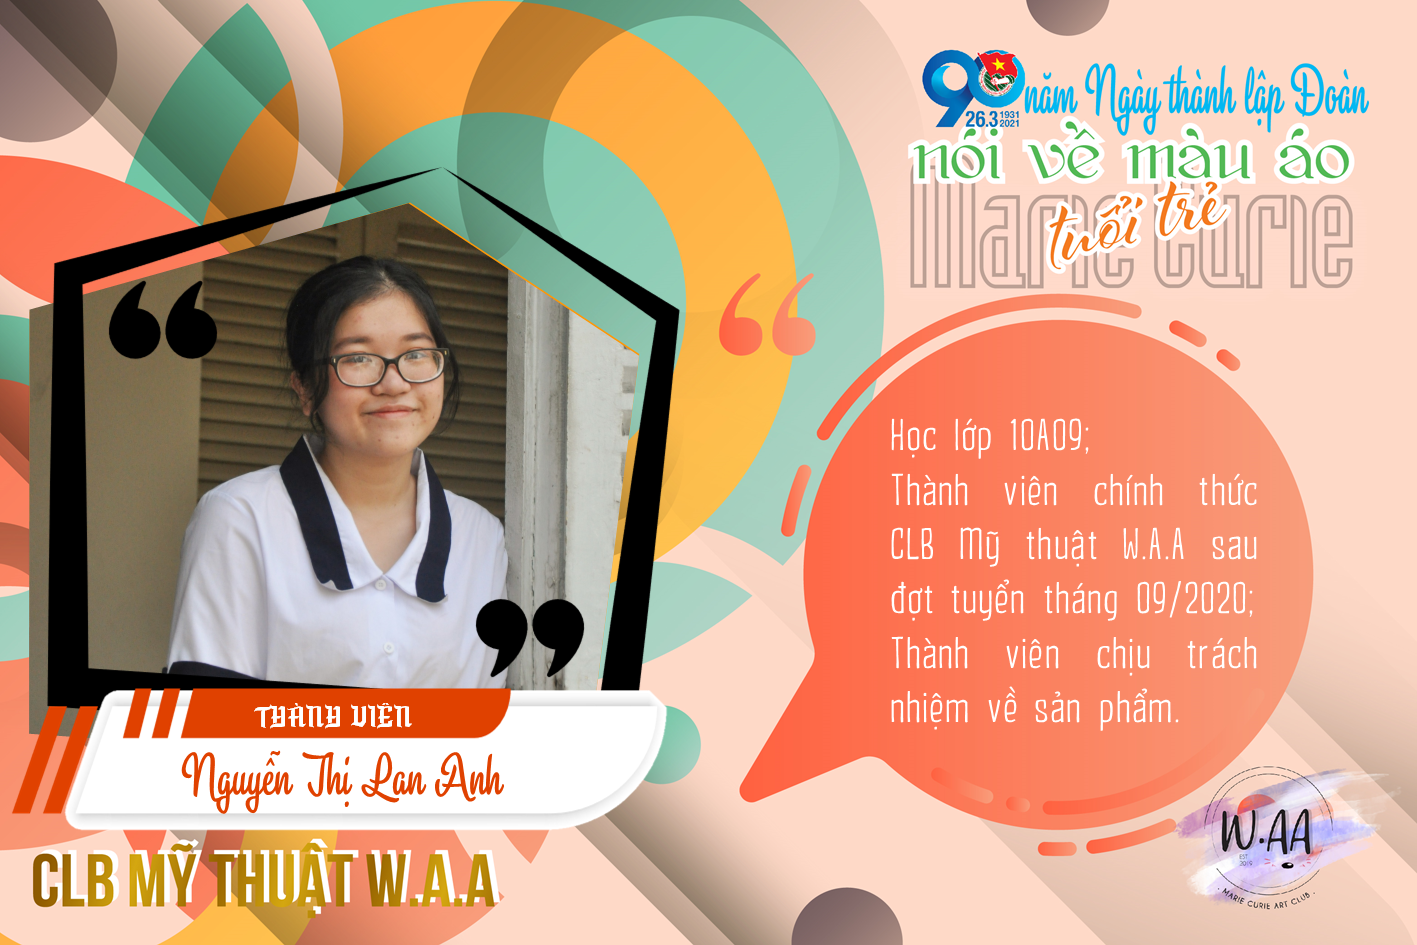 90 năm Ngày thành lập Đoàn
26.3 1931 2021
nói về màu áo
tuổi trẻ
Marie Curie
Học lớp 10A09;
Thành viên chính thức
CLB Mỹ thuật W.A.A sau
đợt tuyển tháng 09/2020;
Thành viên chịu trách
nhiệm về sản phẩm.
THÀNH VIÊN
Nguyễn Thị Lan Anh
CLB MỸ THUẬT W.A.A
W.AA
MARIE CURIE ART CLUB